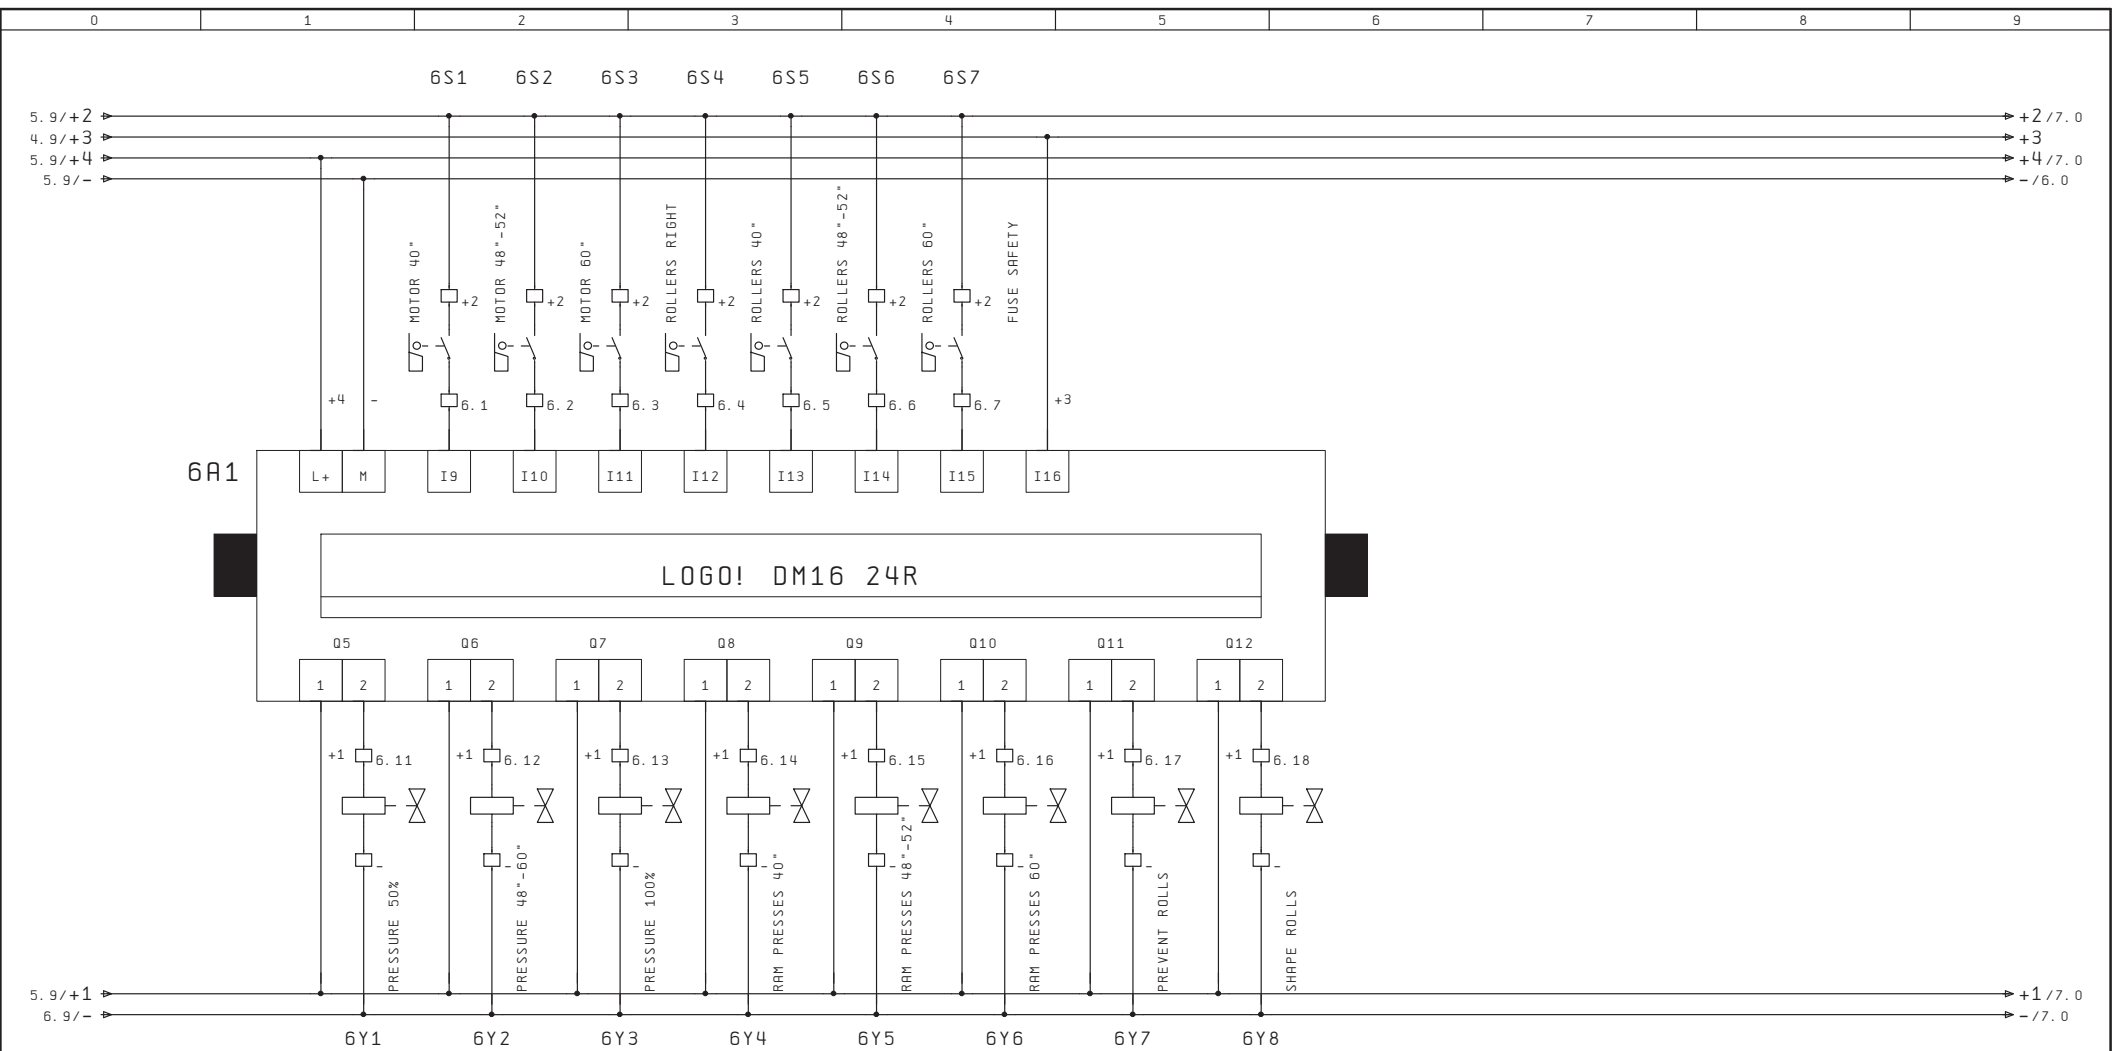 0 1 2 3 4 5 6 7 8 9
6S1 6S2 6S3 6S4 6S5 6S6 6S7
5.9/+2 +2/7.0
4.9/+3 +3
5.9/+4 +4/7.0
5.9/- -/6.0
MOTOR 40"
MOTOR 48"-52"
MOTOR 60"
ROLLERS RIGHT
ROLLERS 40"
ROLLERS 48"-52"
ROLLERS 60"
FUSE SAFETY
+2 +2 +2 +2 +2 +2 +2
+4 - 6.1 6.2 6.3 6.4 6.5 6.6 6.7 +3
6A1
L+ M I9 I10 I11 I12 I13 I14 I15 I16
LOGO! DM16 24R
Q5 Q6 Q7 Q8 Q9 Q10 Q11 Q12
1 2 1 2 1 2 1 2 1 2 1 2 1 2 1 2
+1 6.11 +1 6.12 +1 6.13 +1 6.14 +1 6.15 +1 6.16 +1 6.17 +1 6.18
- - - - - - - -
PRESSURE 50%
PRESSURE 48"-60"
PRESSURE 100%
RAM PRESSES 40"
RAM PRESSES 48"-52"
RAM PRESSES 60"
PREVENT ROLLS
SHAPE ROLLS
5.9/+1 +1/7.0
6.9/- -/7.0
6Y1 6Y2 6Y3 6Y4 6Y5 6Y6 6Y7 6Y8